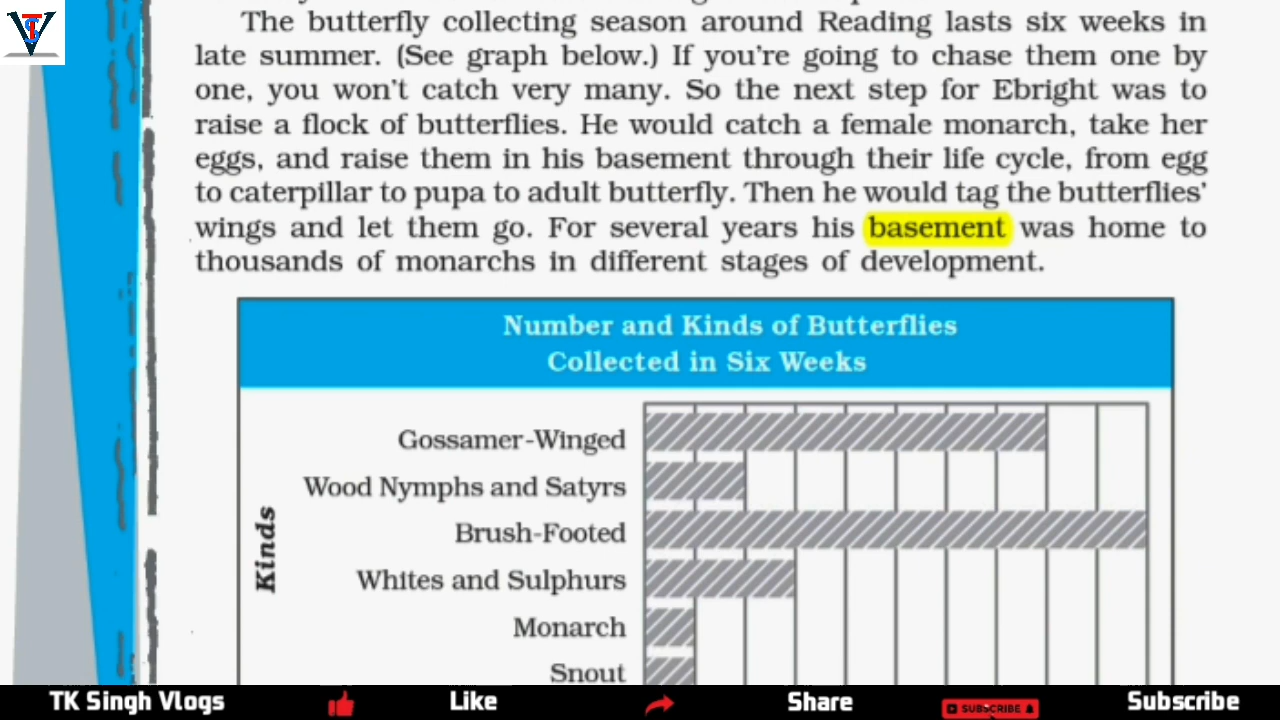 The butterfly collecting season around Reading lasts six weeks in
late summer. (See graph below.) If you're going to chase them one by
one, you won't catch very many. So the next step for Ebright was to
raise a flock of butterflies. He would catch a female monarch, take her
eggs, and raise them in his basement through their life cycle, from egg
to caterpillar to pupa to adult butterfly. Then he would tag the butterflies'
wings and let them go. For several years his basement was home to
thousands of monarchs in different stages of development.
Number and Kinds of Butterflies
Collected in Six Weeks
Gossamer-Winged
Wood Nymphs and Satyrs
Brush-Footed
Whites and Sulphurs
Monarch
Snout
Kinds
TK Singh Vlogs Like Share SUBSCRIBE Subscribe